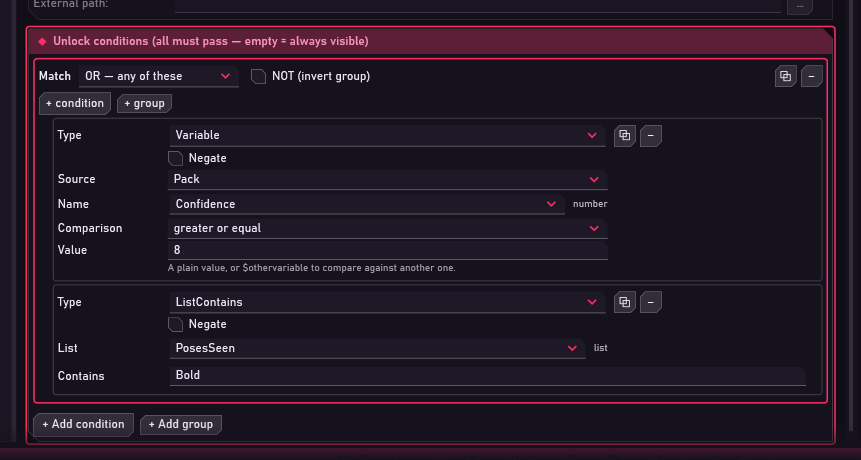 External path:
...
Unlock conditions (all must pass — empty = always visible)
Match OR — any of these NOT (invert group) −
+ condition + group
Type Variable −
Negate
Source Pack
Name Confidence number
Comparison greater or equal
Value 8
A plain value, or $othervariable to compare against another one.
Type ListContains −
Negate
List PosesSeen list
Contains Bold
+ Add condition + Add group